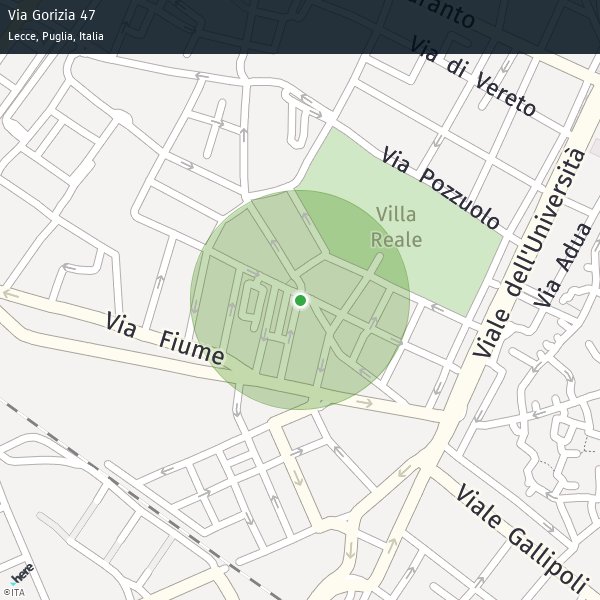 Via Gorizia 47
Lecce, Puglia, Italia
Via di Vereto
Via Pozzuolo
Villa
Reale
Viale dell'Università
Via Adua
Via Fiume
Viale Gallipoli
here
©ITA